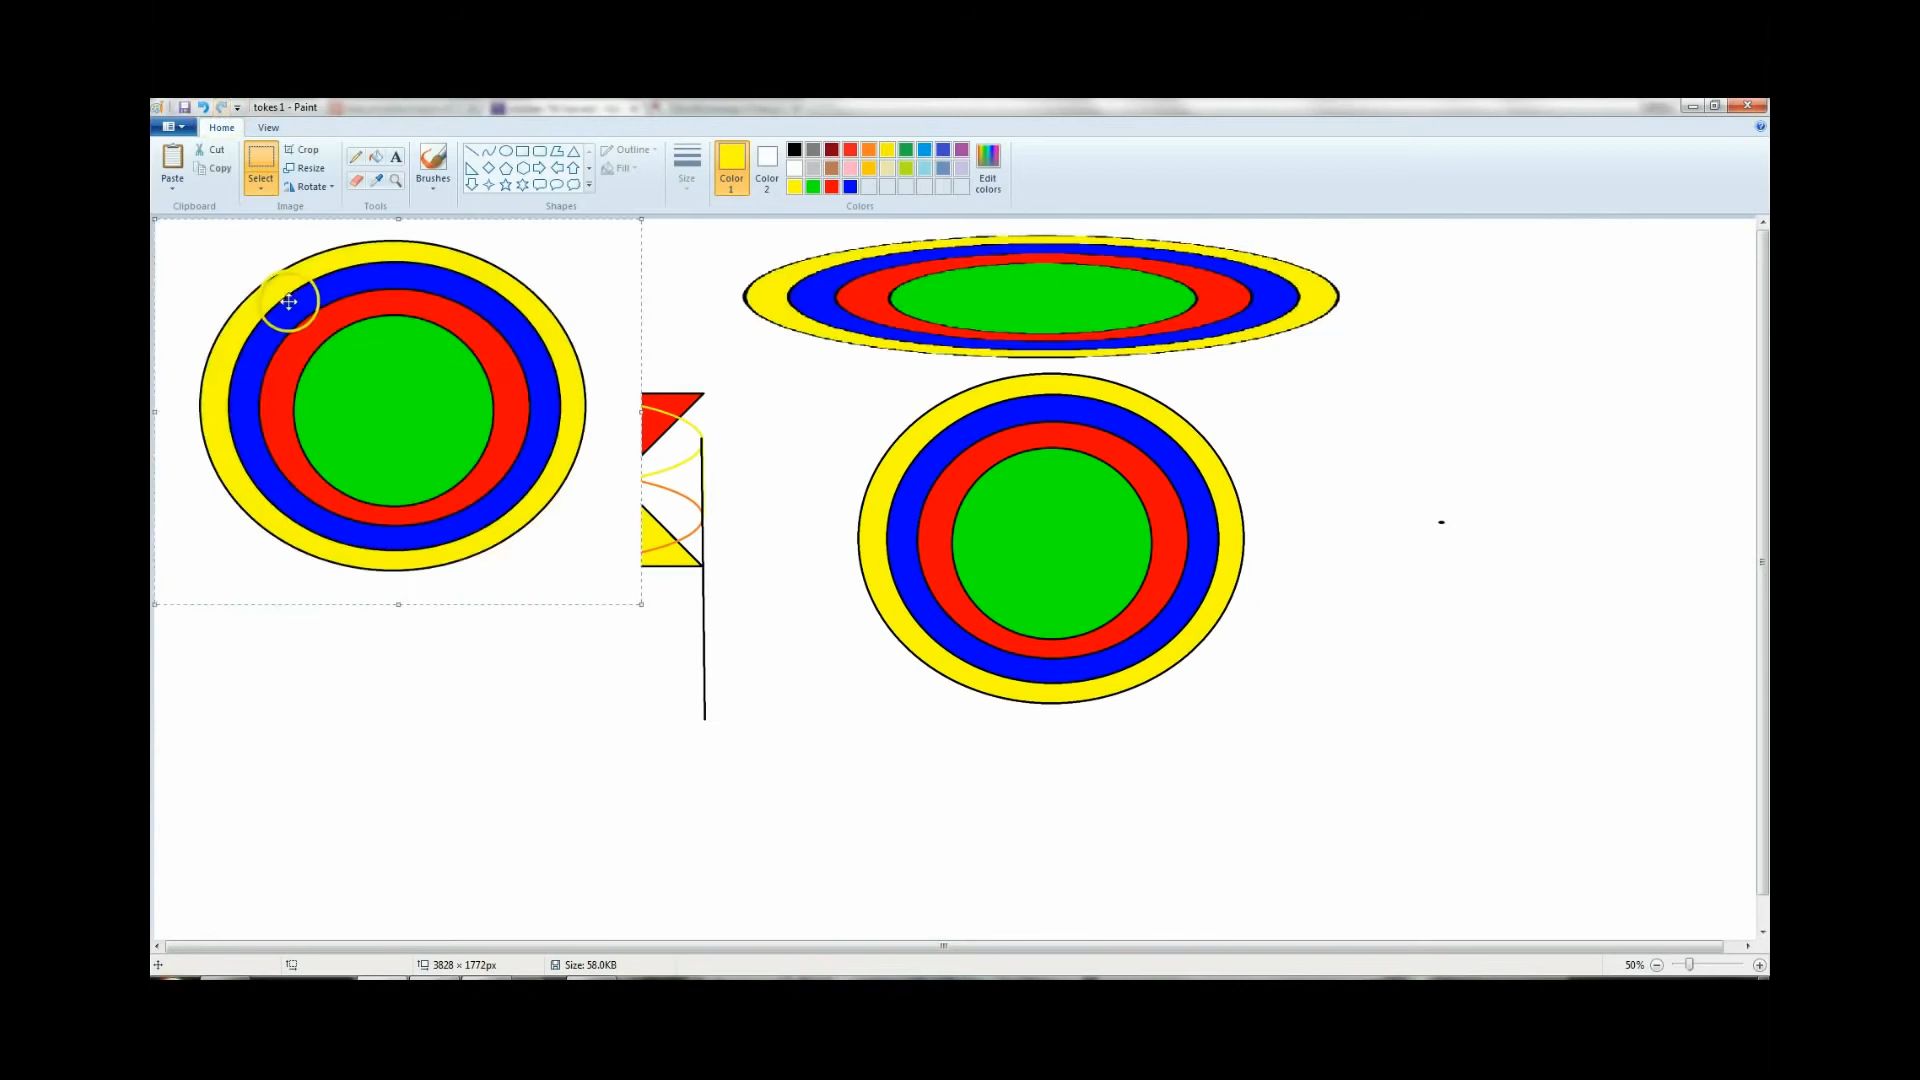 tokes1 - Paint
Home View
Paste
Cut
Copy
Clipboard
Select
Crop
Resize
Rotate
Image
A
Tools
Brushes
Outline
Fill
Shapes
Size
Color 1
Color 2
Colors
Edit colors
3828 × 1772px
Size: 58.0KB
50%